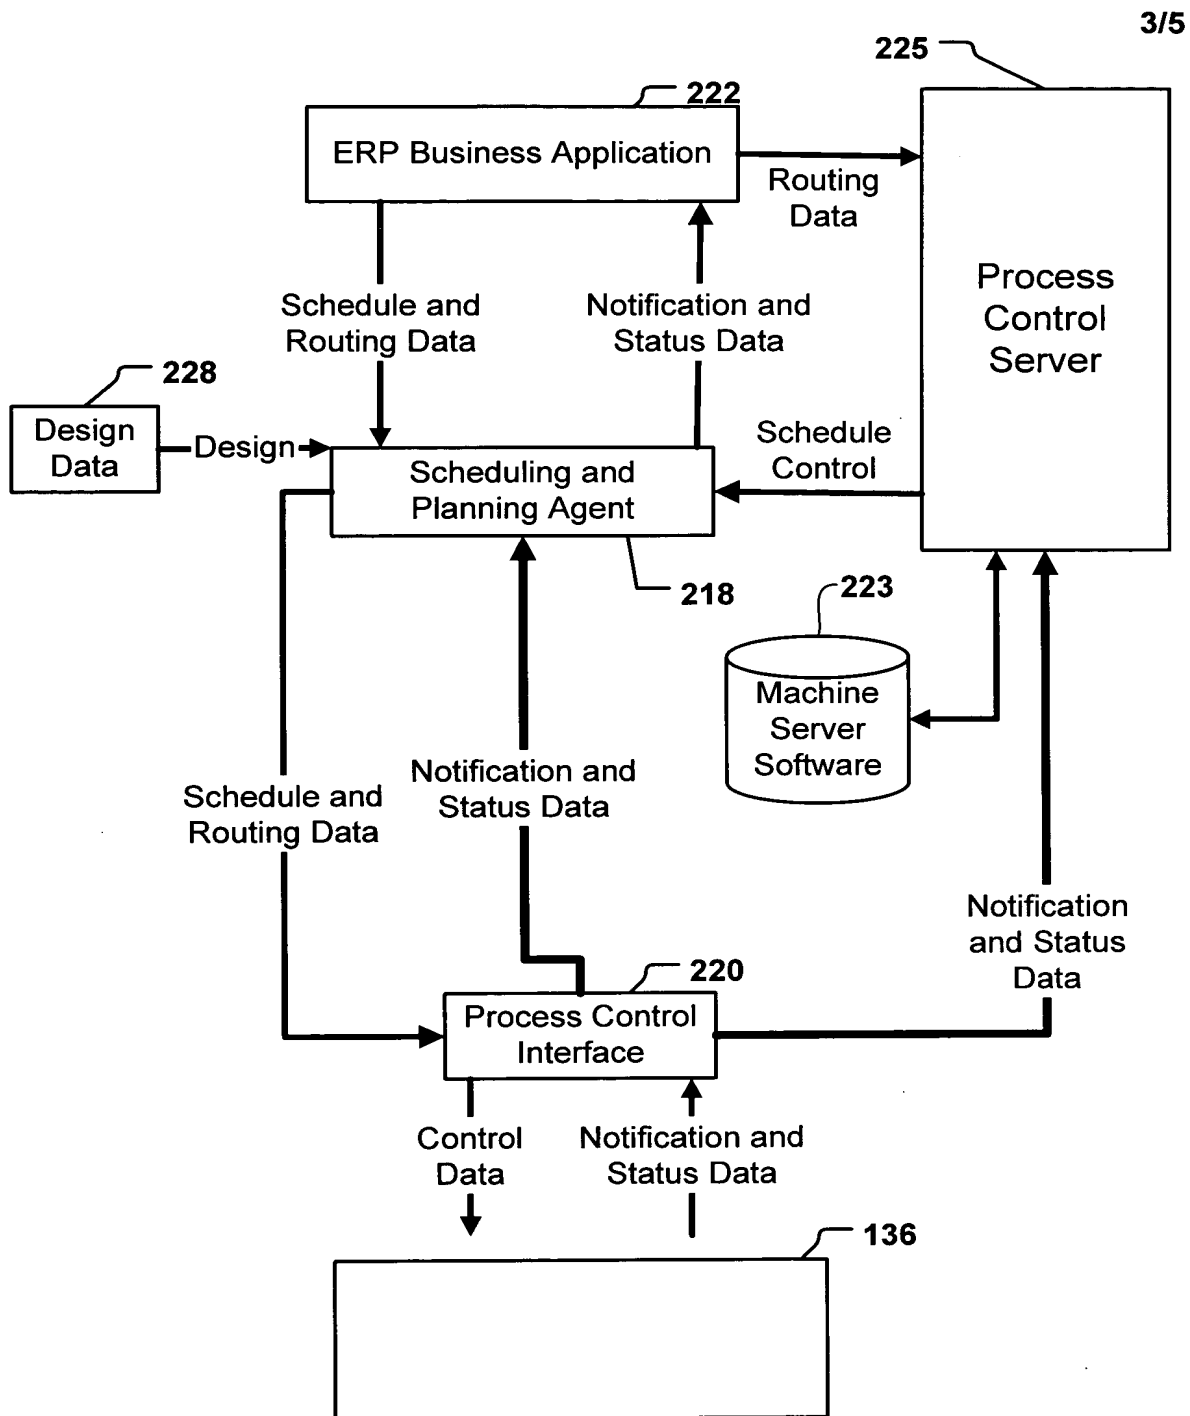 3/5
225
222
ERP Business Application
Routing
Data
Process
Control
Server
Schedule and
Routing Data
Notification and
Status Data
228
Design
Data
Design
Schedule
Control
Scheduling and
Planning Agent
218
223
Machine
Server
Software
Notification and
Status Data
Schedule and
Routing Data
Notification
and Status
Data
220
Process Control
Interface
Control
Data
Notification and
Status Data
136